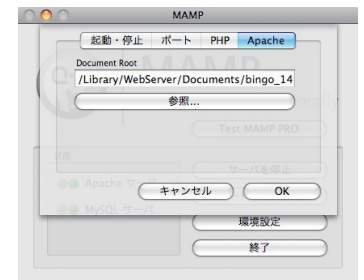 MAMP
起動・停止 ポート PHP Apache
Document Root
/Library/WebServer/Documents/bingo_14
参照...
MAMP
Test MAMP PRO
サーバを停止
Apache サーバ
キャンセル OK
MySQL サーバ
環境設定
終了